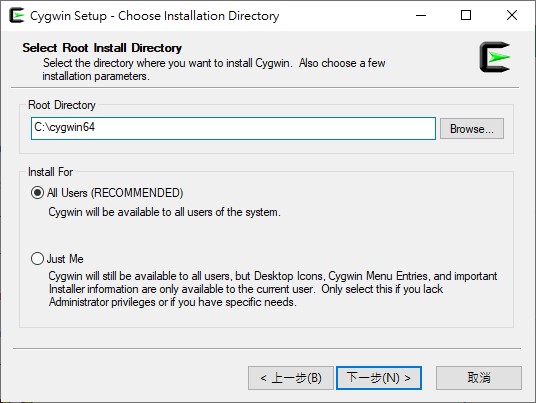 Cygwin Setup - Choose Installation Directory
Select Root Install Directory
Select the directory where you want to install Cygwin. Also choose a few
installation parameters.
Root Directory
C:\cygwin64
Browse...
Install For
All Users (RECOMMENDED)
Cygwin will be available to all users of the system.
Just Me
Cygwin will still be available to all users, but Desktop Icons, Cygwin Menu Entries, and important
Installer information are only available to the current user. Only select this if you lack
Administrator privileges or if you have specific needs.
< 上一步(B)
下一步(N) >
取消